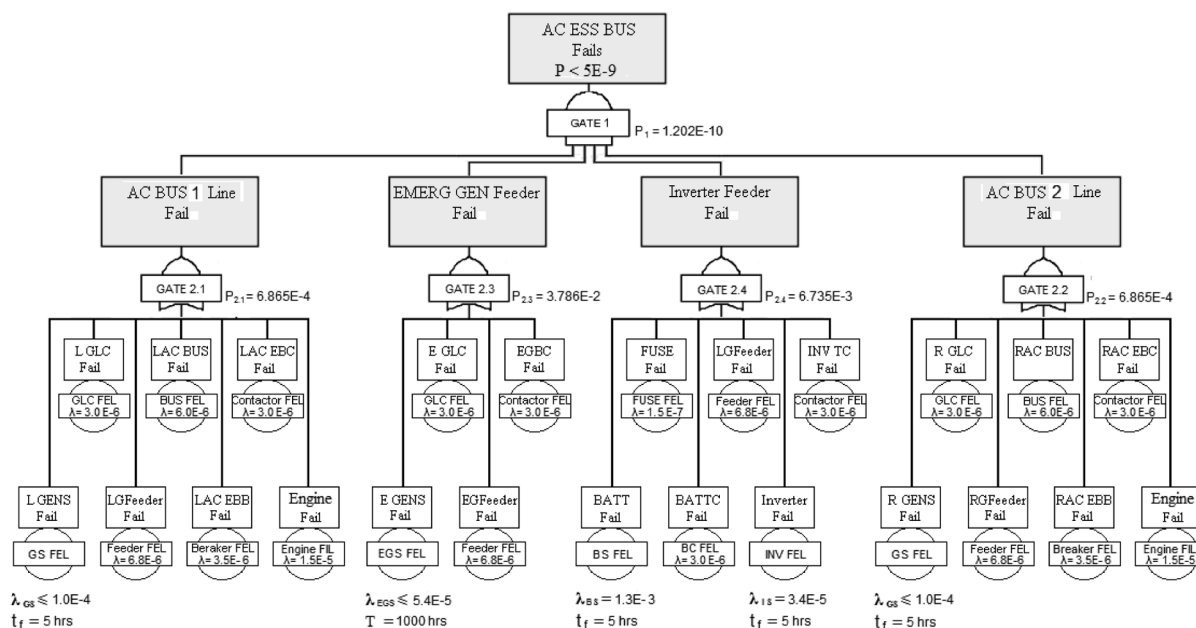 AC ESS BUS
Fails
P < 5E-9
GATE 1
P1 = 1.202E-10
AC BUS 1 Line
Fail
EMERG GEN Feeder
Fail
Inverter Feeder
Fail
AC BUS 2 Line
Fail
GATE 2.1
P2.1 = 6.865E-4
GATE 2.3
P2.3 = 3.786E-2
GATE 2.4
P2.4 = 6.735E-3
GATE 2.2
P2.2 = 6.865E-4
L GLC
Fail
LAC BUS
Fail
LAC EBC
Fail
E GLC
Fail
EGBC
Fail
FUSE
Fail
LGFeeder
Fail
INV TC
Fail
R GLC
Fail
RAC BUS
RAC EBC
Fail
GLC FEL
λ= 3.0 E-6
BUS FEL
λ= 6.0E-6
Contactor FEL
λ= 3.0 E-6
GLC FEL
λ= 3.0 E-6
Contactor FEL
λ= 3.0 E-6
FUSE FEL
λ= 1.5 E-7
Feeder FEL
λ= 6.8E-6
Contactor FEL
λ= 3.0 E-6
GLC FEL
λ= 3.0 E-6
BUS FEL
λ= 6.0E-6
Contactor FEL
λ= 3.0 E-6
L GENS
Fail
LGFeeder
Fail
LAC EBB
Fail
Engine
Fail
E GENS
Fail
EGFeeder
Fail
BATT
Fail
BATTC
Fail
Inverter
Fail
R GENS
Fail
RGFeeder
Fail
RAC EBB
Fail
Engine
Fail
GS FEL
Feeder FEL
λ= 6.8E-6
Beraker FEL
λ= 3.5E- 6
Engine FIL
λ= 1.5E-5
EGS FEL
Feeder FEL
λ= 6.8E-6
BS FEL
BC FEL
λ= 3.0 E-6
INV FEL
GS FEL
Feeder FEL
λ= 6.8E-6
Breaker FEL
λ= 3.5E- 6
Engine FIL
λ= 1.5E-5
λGS ≤ 1.0E-4
tf = 5 hrs
λEGS ≤ 5.4E-5
T = 1000 hrs
λBS = 1.3E-3
tf = 5 hrs
λIS = 3.4E-5
tf = 5 hrs
λGS ≤ 1.0E-4
tf = 5 hrs